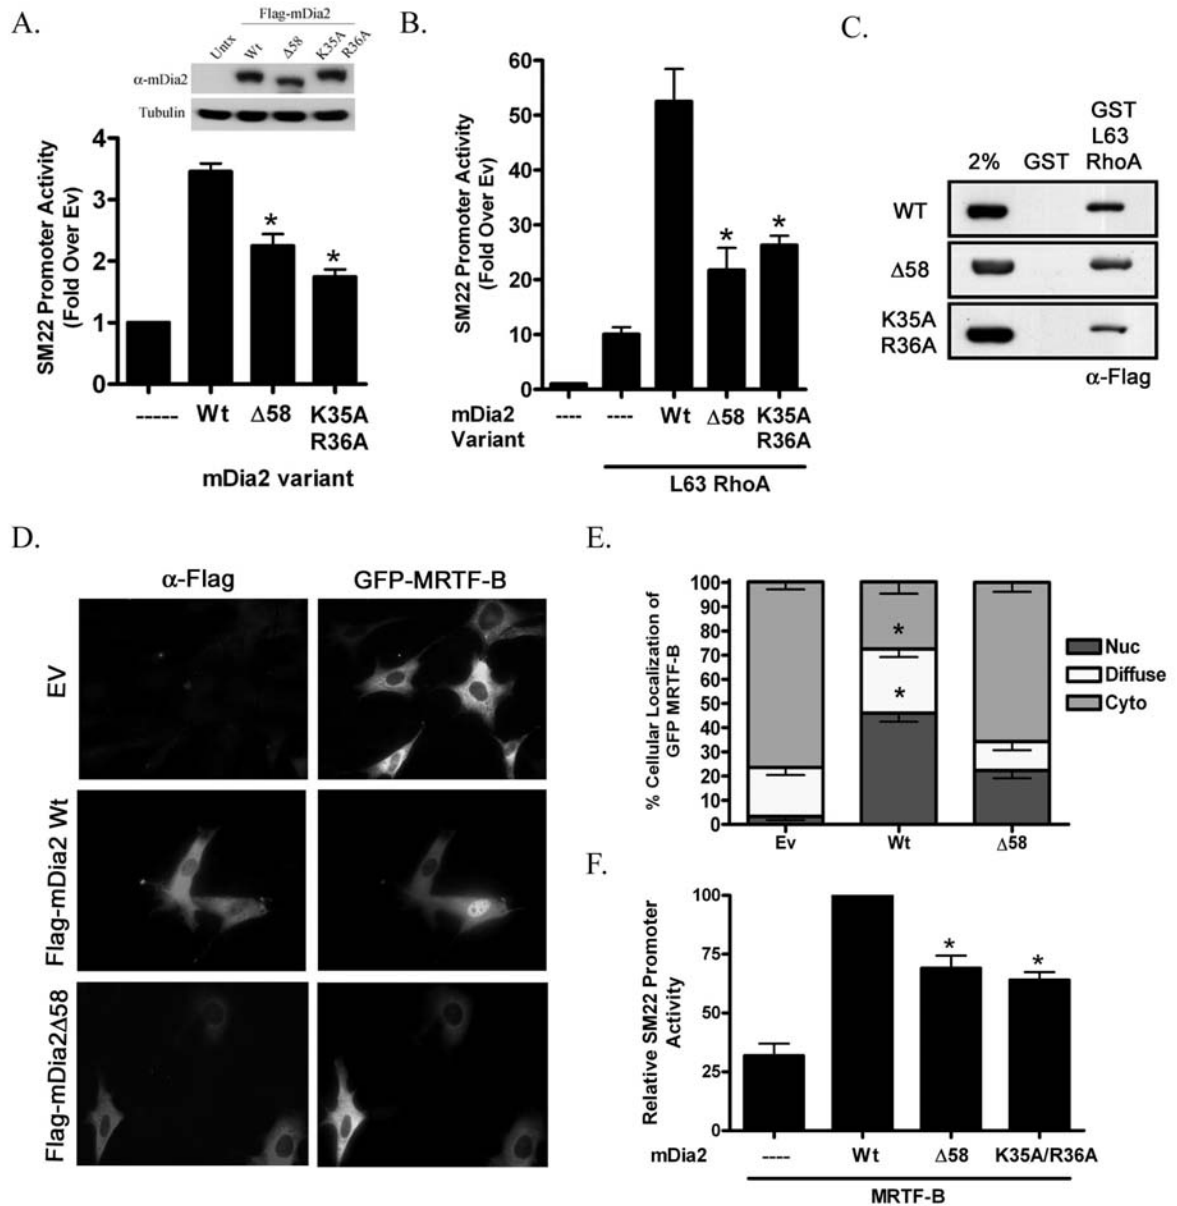 A.
Flag-mDia2
Untx
Wt
Δ58
K35A
R36A
α-mDia2
Tubulin
SM22 Promoter Activity
(Fold Over Ev)
4
3
2
1
0
*
*
-----
Wt
Δ58
K35A
R36A
mDia2 variant
B.
SM22 Promoter Activity
(Fold Over Ev)
60
50
40
30
20
10
0
*
*
mDia2
Variant
----
----
Wt
Δ58
K35A
R36A
L63 RhoA
C.
2%
GST
GST
L63
RhoA
WT
Δ58
K35A
R36A
α-Flag
D.
α-Flag
GFP-MRTF-B
EV
Flag-mDia2 Wt
Flag-mDia2Δ58
E.
% Cellular Localization of
GFP MRTF-B
100
90
80
70
60
50
40
30
20
10
0
*
*
Ev
Wt
Δ58
Nuc
Diffuse
Cyto
F.
Relative SM22 Promoter
Activity
100
75
50
25
0
*
*
mDia2
----
Wt
Δ58
K35A/R36A
MRTF-B